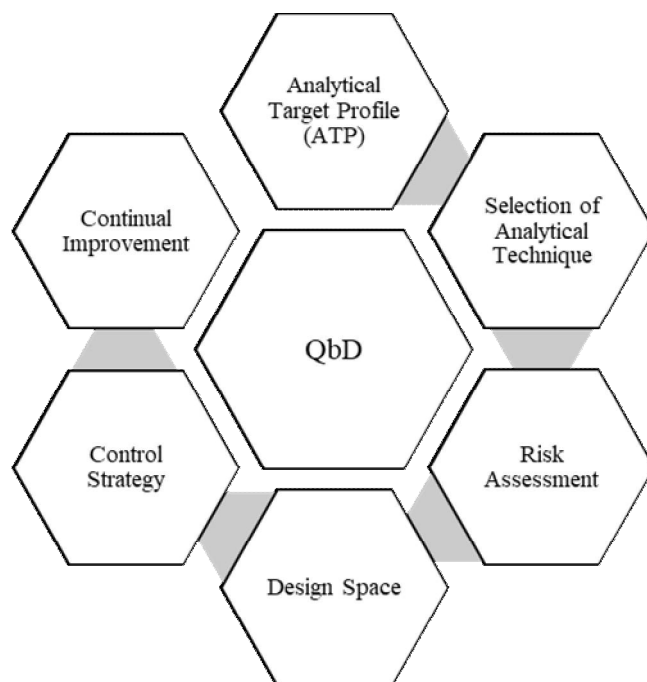 Analytical
Target Profile
(ATP)
Selection of
Analytical
Technique
Risk
Assessment
Design Space
Control
Strategy
Continual
Improvement
QbD